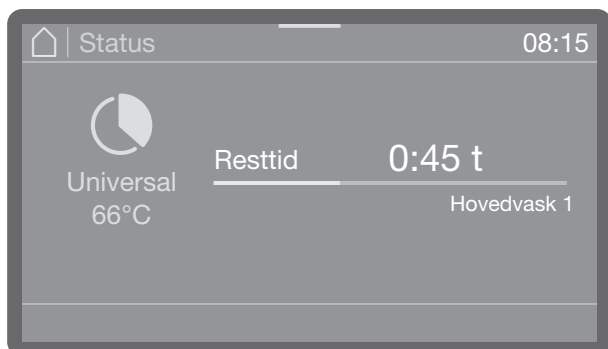 Status 08:15
Resttid 0:45 t
Universal
66°C
Hovedvask 1